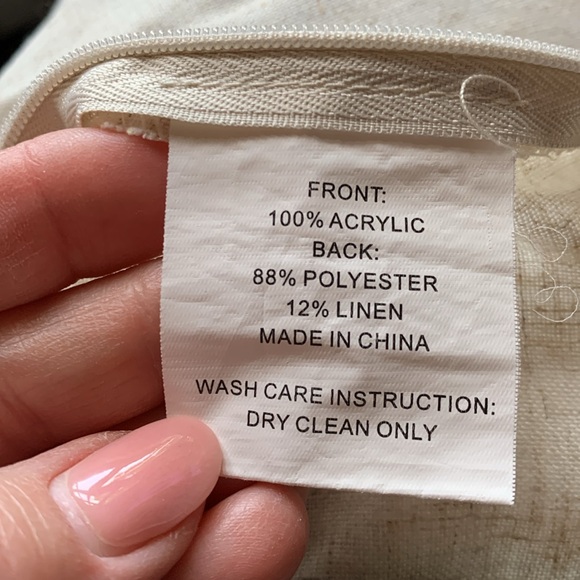 FRONT:
100% ACRYLIC
BACK:
88% POLYESTER
12% LINEN
MADE IN CHINA
WASH CARE INSTRUCTION:
DRY CLEAN ONLY